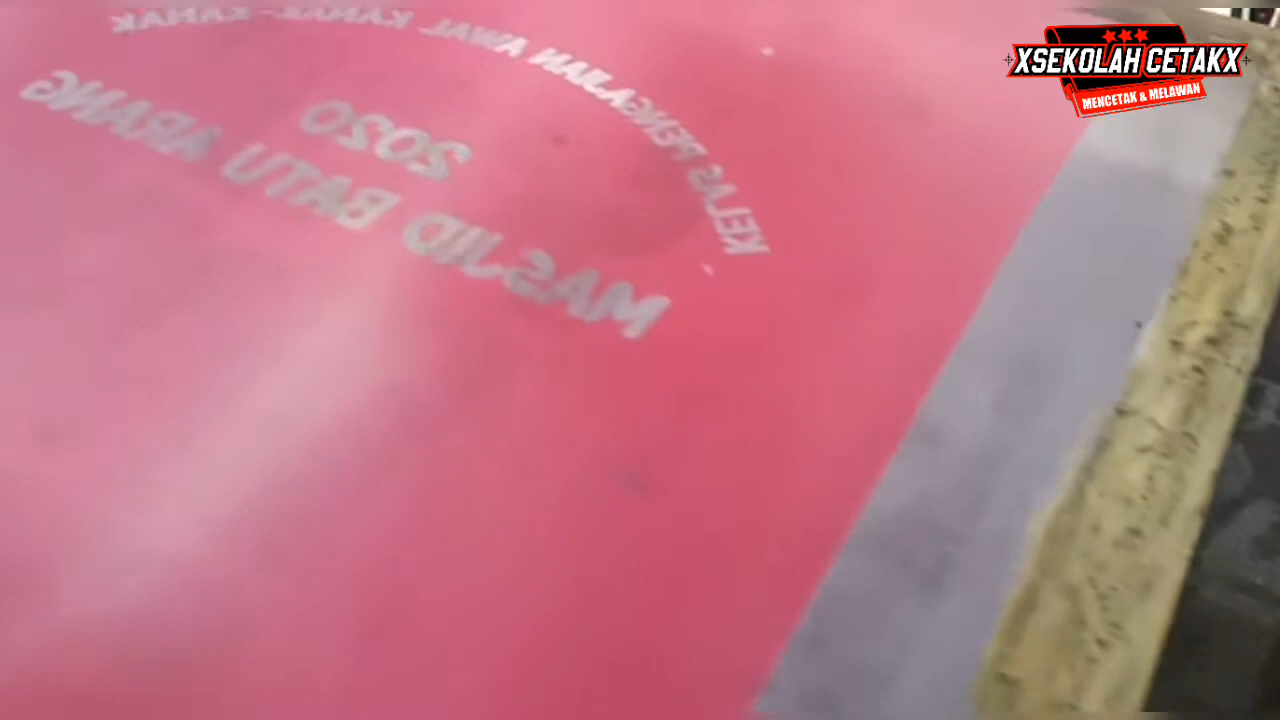 KELAS PENGAJIAN AWAL KANAK-KANAK
2020
MASJID BATU ARANG
XSEKOLAH CETAKX
MENCETAK & MELAWAN